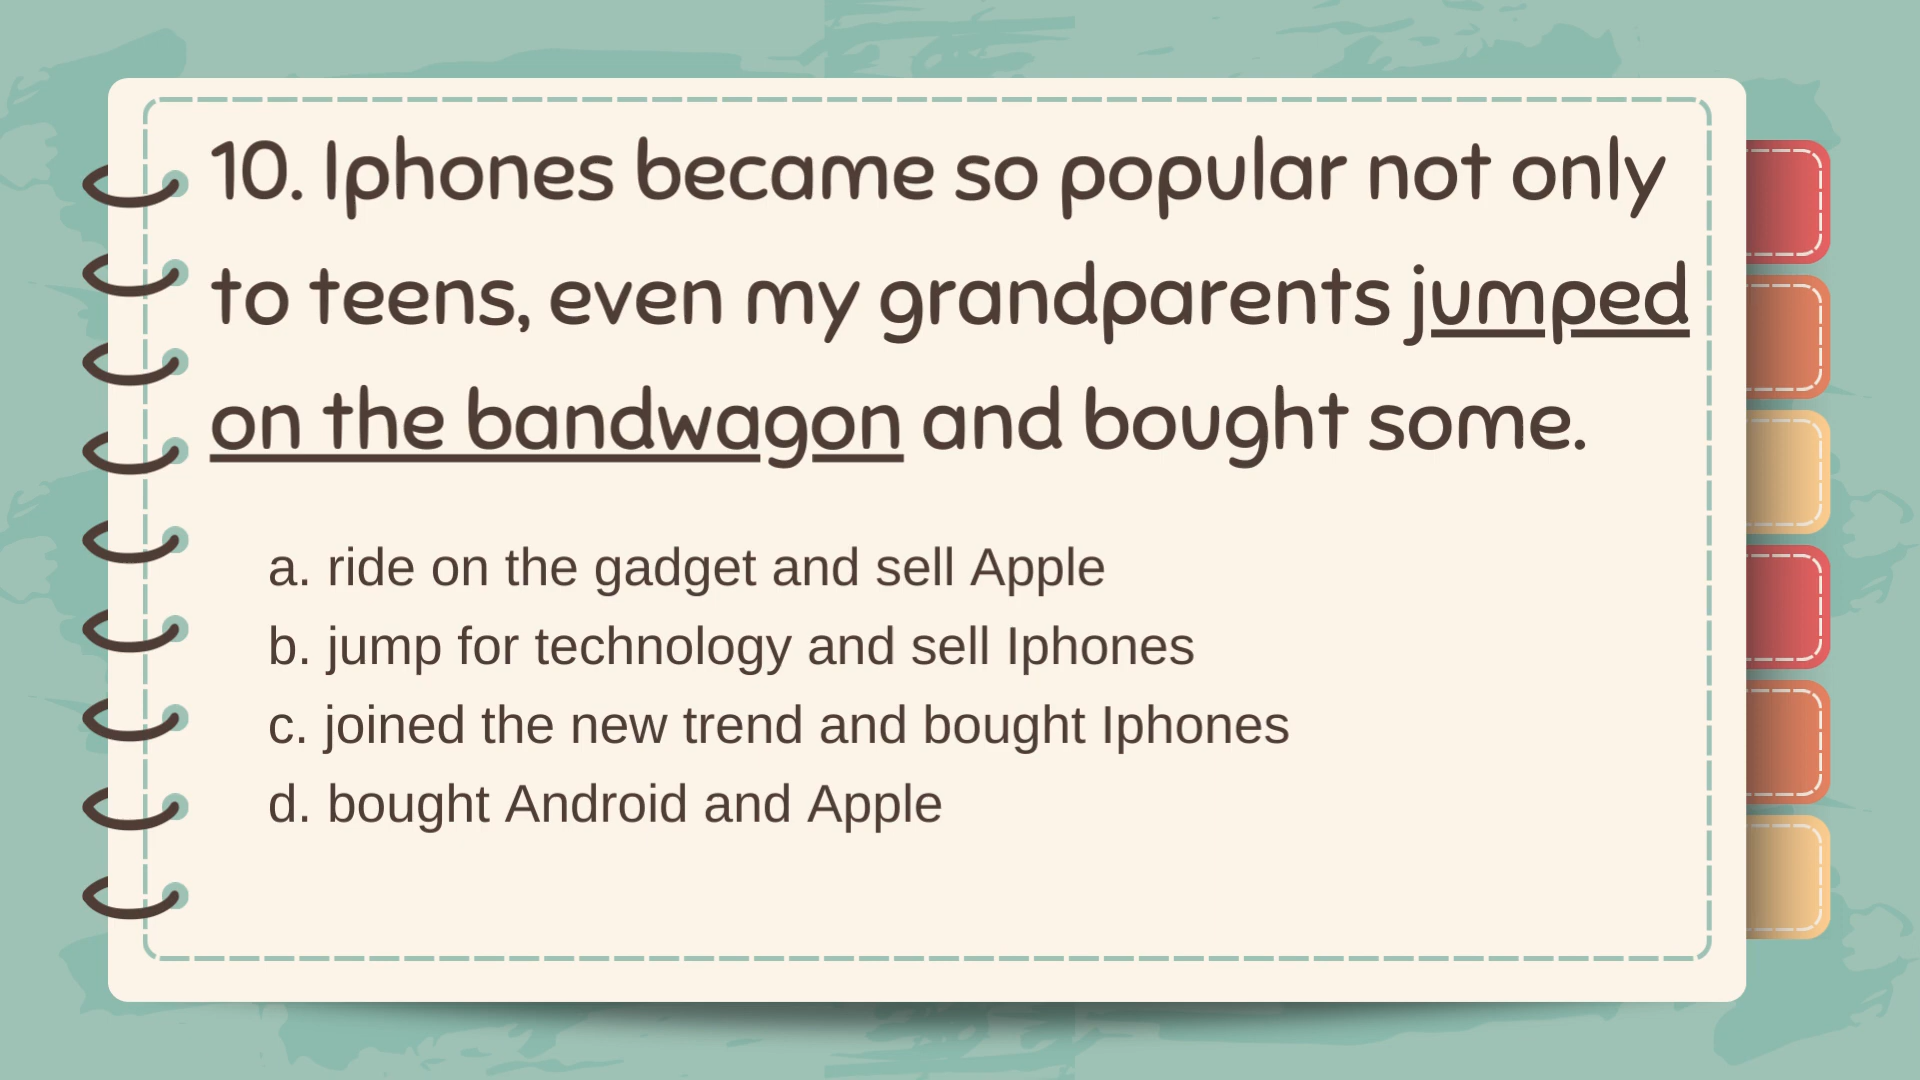 10. Iphones became so popular not only
to teens, even my grandparents jumped
on the bandwagon and bought some.
a. ride on the gadget and sell Apple
b. jump for technology and sell Iphones
c. joined the new trend and bought Iphones
d. bought Android and Apple